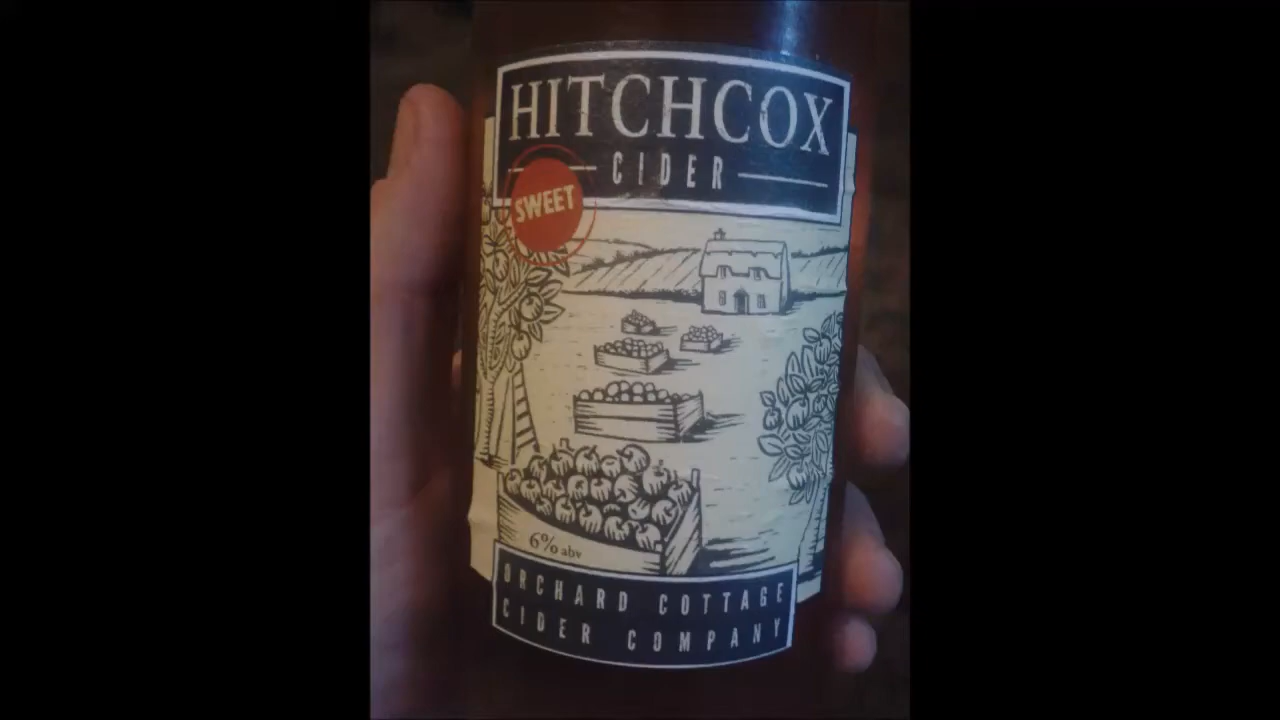 HITCHCOX
CIDER
SWEET
6% abv
ORCHARD COTTAGE
CIDER COMPANY